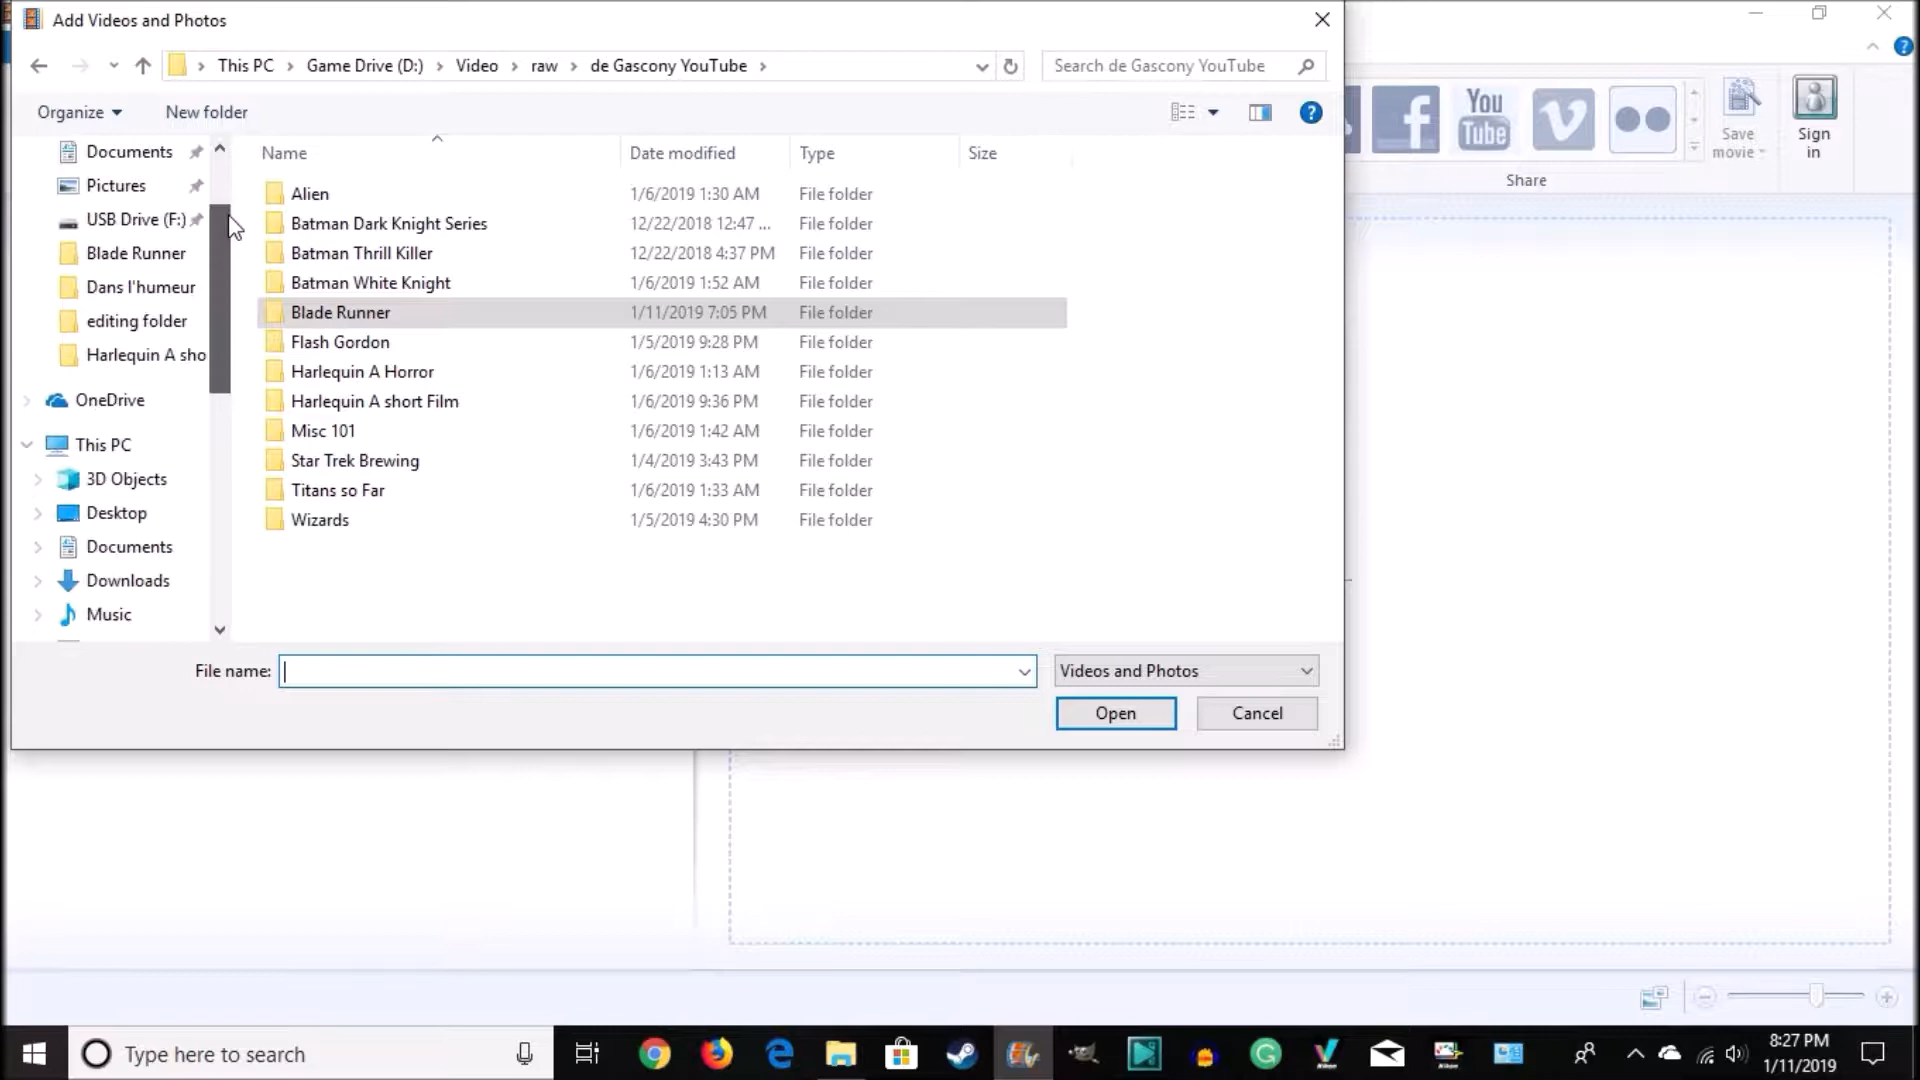 Add Videos and Photos
This PC
Game Drive (D:)
Video
raw
de Gascony YouTube
Search de Gascony YouTube
Organize
New folder
Name
Date modified
Type
Size
Documents
Pictures
USB Drive (F:)
Blade Runner
Dans l'humeur
editing folder
Harlequin A sho
OneDrive
This PC
3D Objects
Desktop
Documents
Downloads
Music
Alien 1/6/2019 1:30 AM File folder
Batman Dark Knight Series 12/22/2018 12:47 ... File folder
Batman Thrill Killer 12/22/2018 4:37 PM File folder
Batman White Knight 1/6/2019 1:52 AM File folder
Blade Runner 1/11/2019 7:05 PM File folder
Flash Gordon 1/5/2019 9:28 PM File folder
Harlequin A Horror 1/6/2019 1:13 AM File folder
Harlequin A short Film 1/6/2019 9:36 PM File folder
Misc 101 1/6/2019 1:42 AM File folder
Star Trek Brewing 1/4/2019 3:43 PM File folder
Titans so Far 1/6/2019 1:33 AM File folder
Wizards 1/5/2019 4:30 PM File folder
File name:
Videos and Photos
Open
Cancel
You
Tube
Save
movie
Sign
in
Share
Type here to search
8:27 PM
1/11/2019